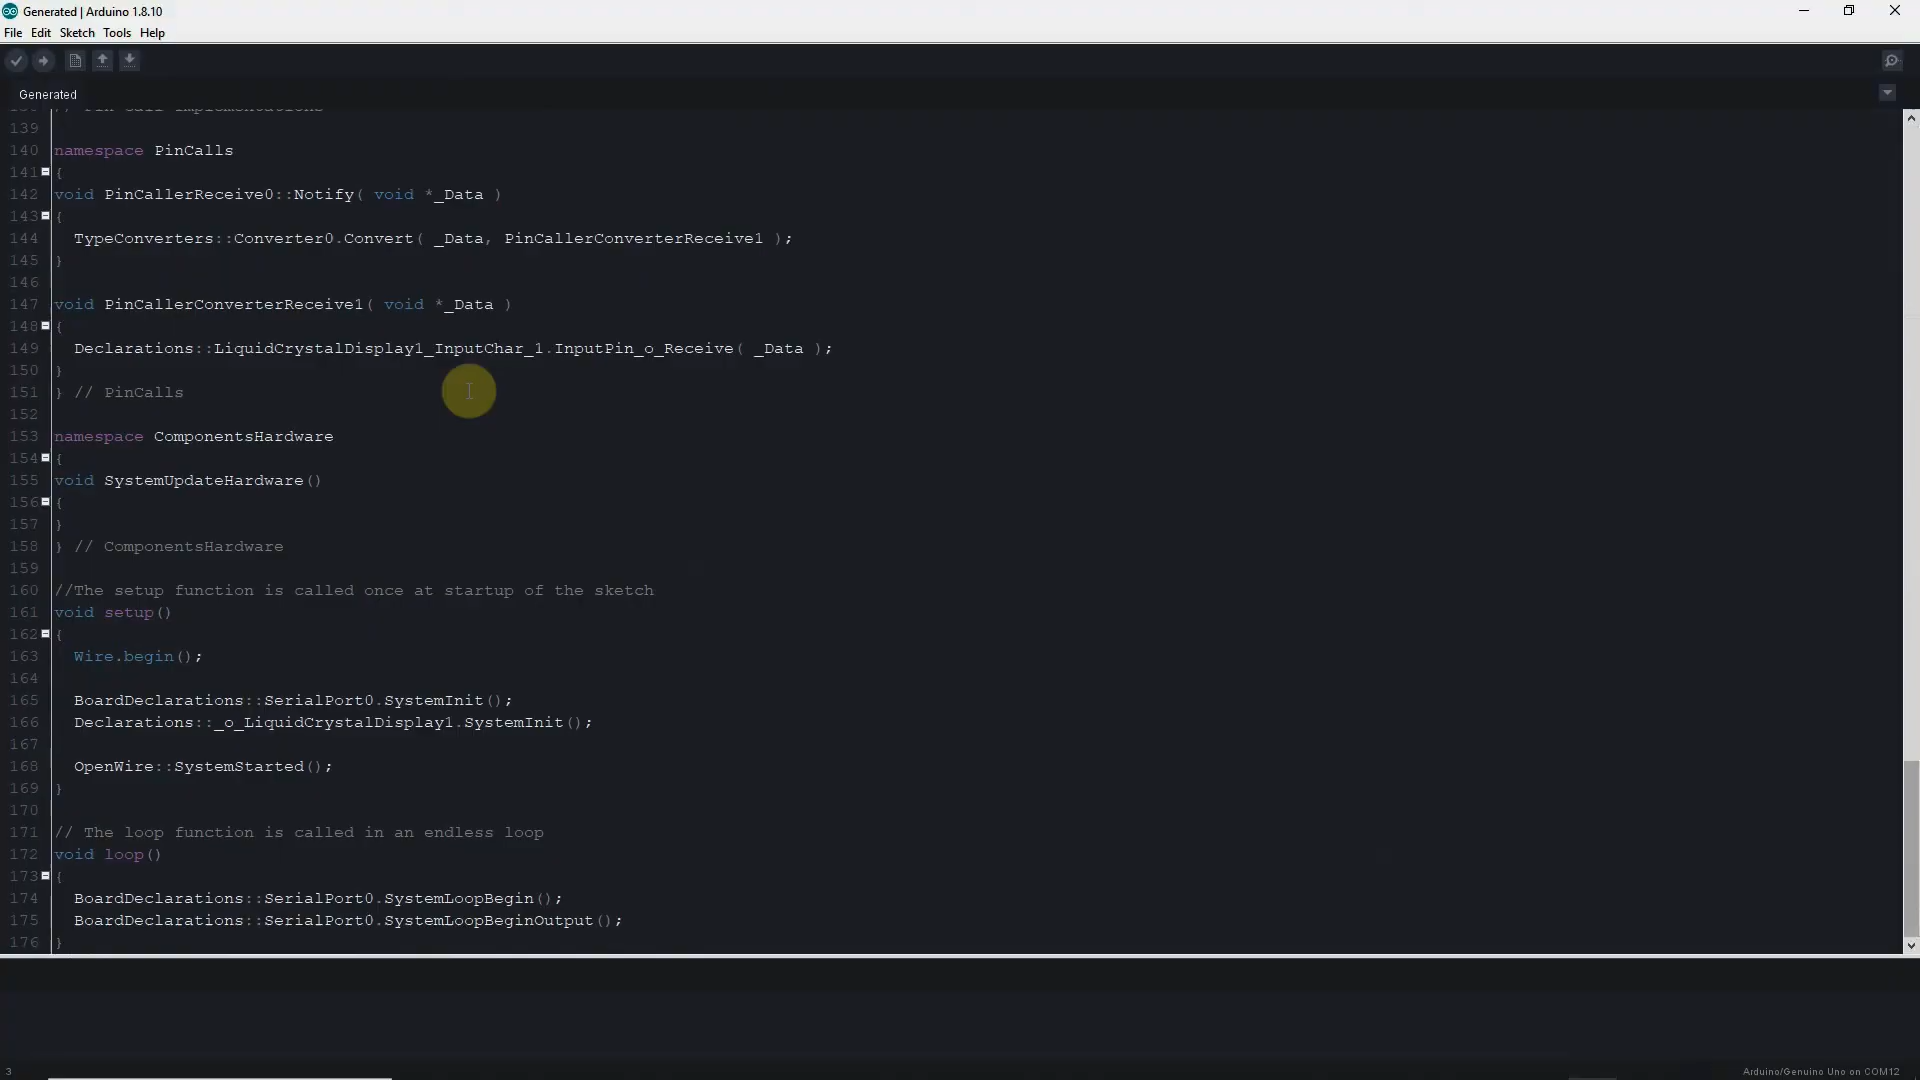 Generated | Arduino 1.8.10
File Edit Sketch Tools Help
Generated
139
140 namespace PinCalls
141 {
142 void PinCallerReceive0::Notify( void *_Data )
143 {
144 TypeConverters::Converter0.Convert( _Data, PinCallerConverterReceive1 );
145 }
146
147 void PinCallerConverterReceive1( void *_Data )
148 {
149 Declarations::LiquidCrystalDisplay1_InputChar_1.InputPin_o_Receive( _Data );
150 }
151 } // PinCalls
152
153 namespace ComponentsHardware
154 {
155 void SystemUpdateHardware()
156 {
157 }
158 } // ComponentsHardware
159
160 //The setup function is called once at startup of the sketch
161 void setup()
162 {
163 Wire.begin();
164
165 BoardDeclarations::SerialPort0.SystemInit();
166 Declarations::_o_LiquidCrystalDisplay1.SystemInit();
167
168 OpenWire::SystemStarted();
169 }
170
171 // The loop function is called in an endless loop
172 void loop()
173 {
174 BoardDeclarations::SerialPort0.SystemLoopBegin();
175 BoardDeclarations::SerialPort0.SystemLoopBeginOutput();
176 }
3 Arduino/Genuino Uno on COM12